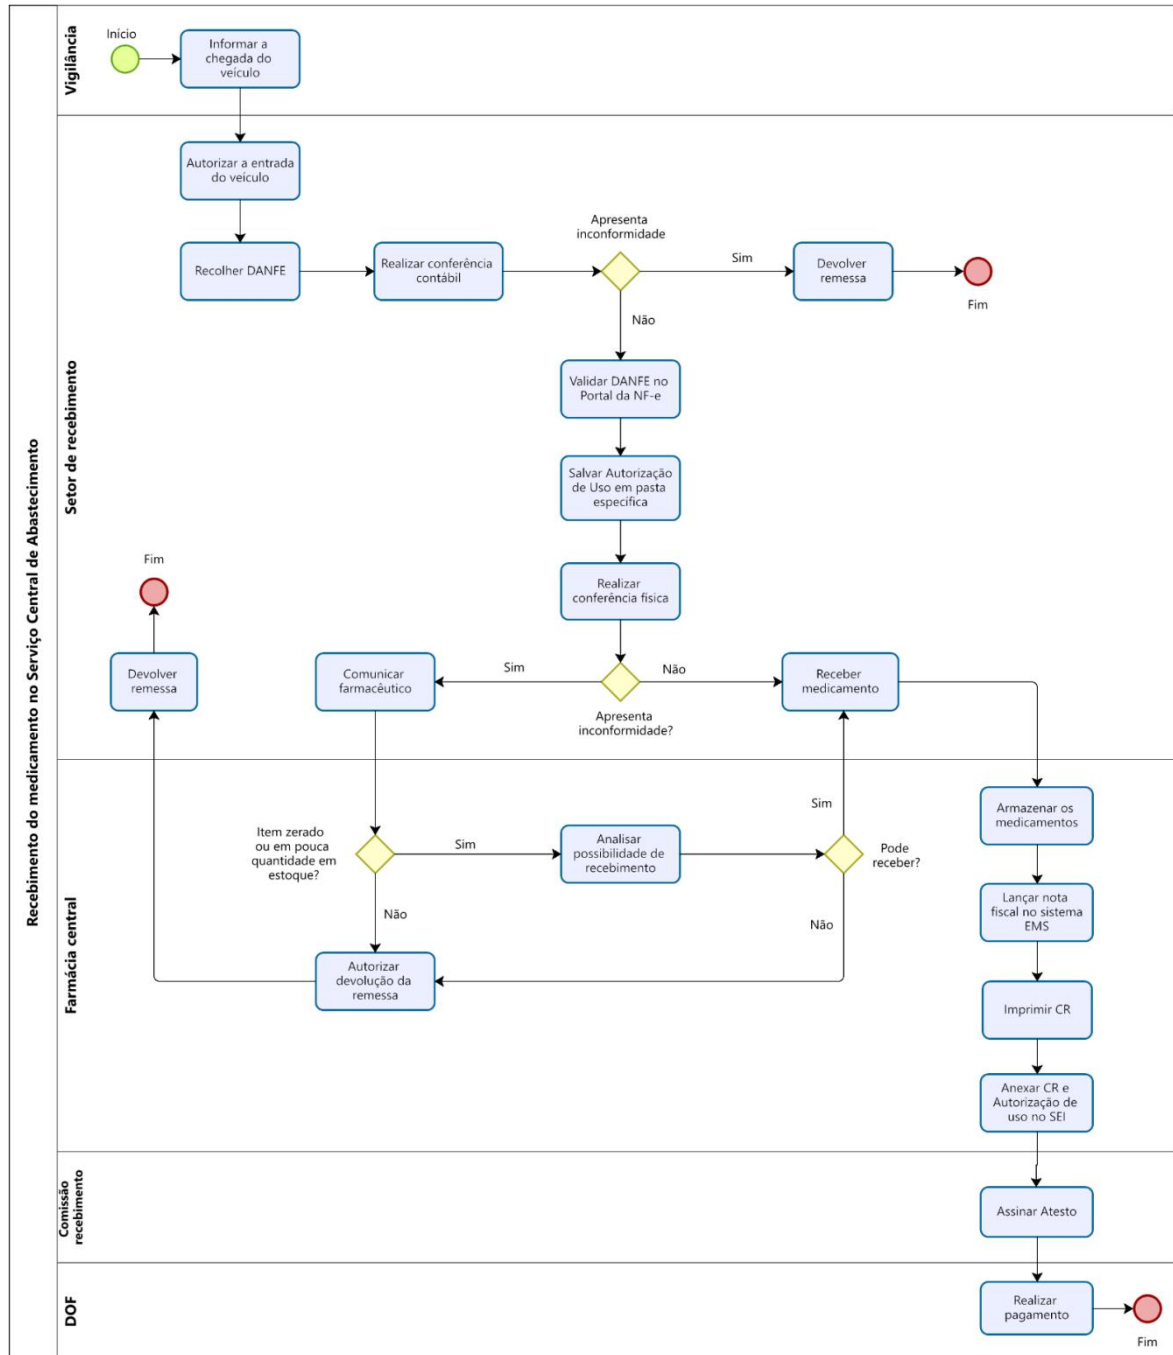 Recebimento do medicamento no Serviço Central de Abastecimento
Vigilância
Início
Informar a
chegada do
veículo
Setor de recebimento
Autorizar a entrada
do veículo
Recolher DANFE
Realizar conferência
contábil
Apresenta
inconformidade
Sim
Devolver
remessa
Fim
Não
Validar DANFE no
Portal da NF-e
Salvar Autorização
de Uso em pasta
específica
Realizar
conferência física
Fim
Devolver
remessa
Comunicar
farmacêutico
Sim
Apresenta
inconformidade?
Não
Receber
medicamento
Farmácia central
Item zerado
ou em pouca
quantidade em
estoque?
Sim
Analisar
possibilidade de
recebimento
Sim
Pode
receber?
Não
Não
Autorizar
devolução da
remessa
Armazenar os
medicamentos
Lançar nota
fiscal no sistema
EMS
Imprimir CR
Anexar CR e
Autorização de
uso no SEI
Comissão
recebimento
Assinar Atesto
DOF
Realizar
pagamento
Fim